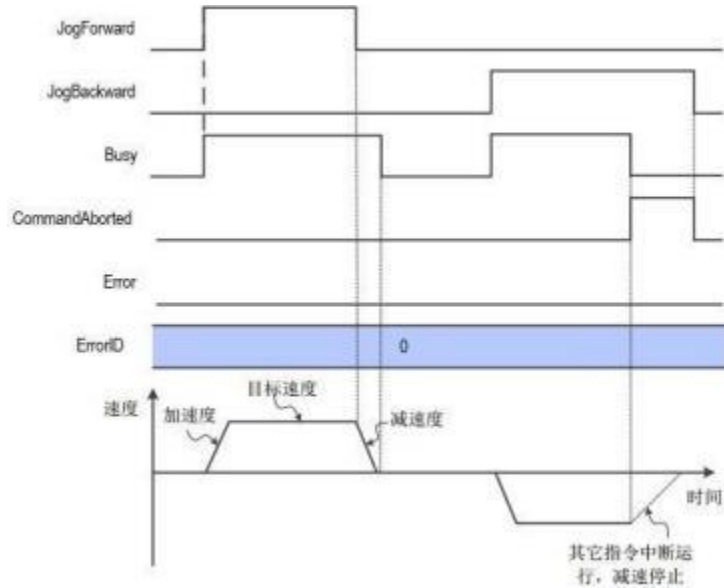 JogForward
JogBackward
Busy
CommandAborted
Error
ErrorID
0
速度
加速度
目标速度
减速度
时间
其它指令中断运
行，减速停止